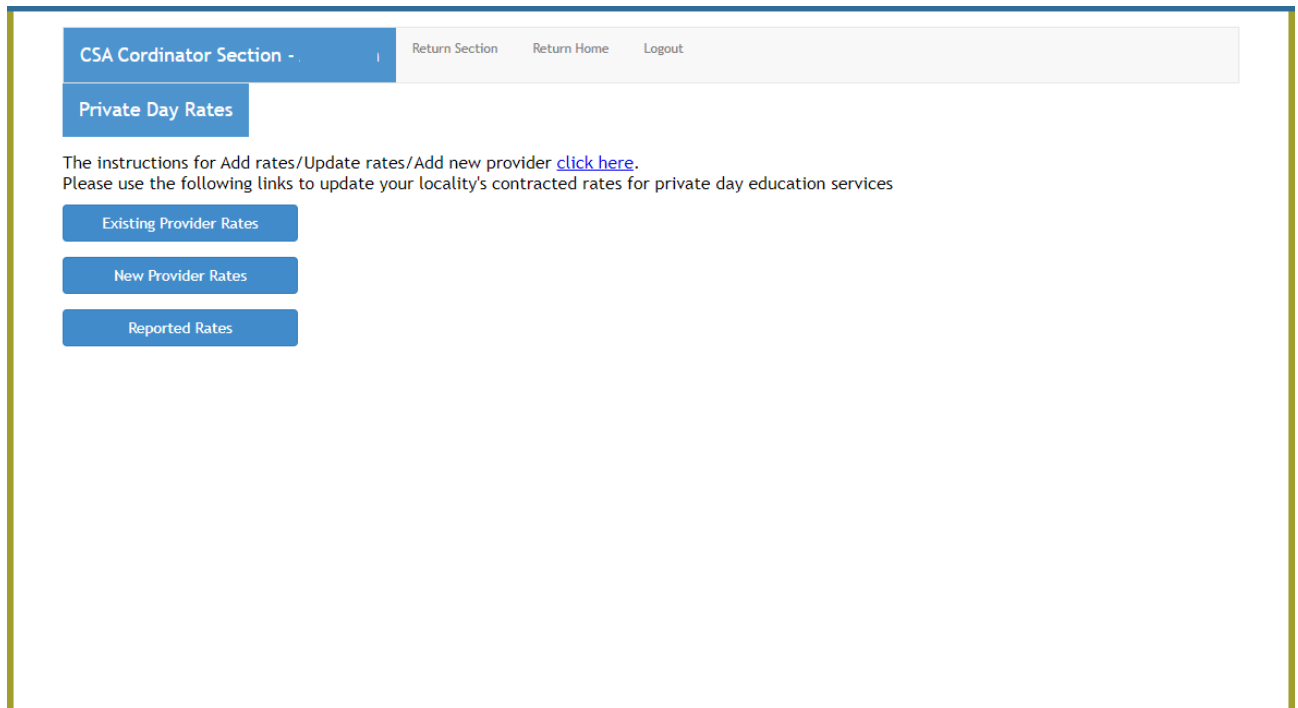 CSA Cordinator Section -
Return Section
Return Home
Logout
Private Day Rates
The instructions for Add rates/Update rates/Add new provider click here.
Please use the following links to update your locality's contracted rates for private day education services
Existing Provider Rates
New Provider Rates
Reported Rates